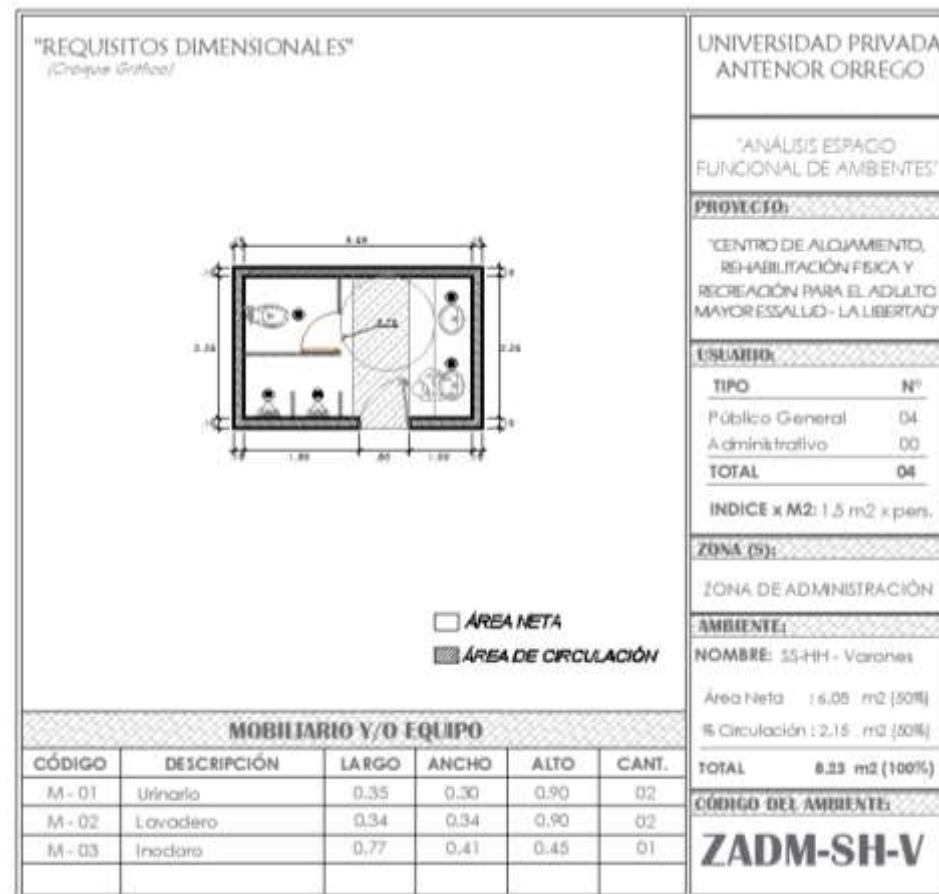 "REQUISITOS DIMENSIONALES"
(Croque Gráfico)
.80
1.00
ÁREA NETA
ÁREA DE CIRCULACIÓN
MOBILIARIO Y/O EQUIPO
CÓDIGO DESCRIPCIÓN LARGO ANCHO ALTO CANT.
M - 01 Urinario 0.35 0.30 0.90 02
M - 02 Lavadero 0.34 0.34 0.90 02
M - 03 Inodoro 0.77 0.41 0.45 01
UNIVERSIDAD PRIVADA
ANTENOR ORREGO
"ANÁLISIS ESPACIO
FUNCIONAL DE AMBIENTES"
PROYECTO:
"CENTRO DE ALOJAMIENTO,
REHABILITACIÓN FISICA Y
RECREACIÓN PARA EL ADULTO
MAYOR ESSALUD - LA LIBERTAD"
USUARIO:
TIPO N°
Público General 04
Administrativo 00
TOTAL 04
INDICE x M2: 1.5 m2 x pers.
ZONA (S):
ZONA DE ADMINISTRACIÓN
AMBIENTE:
NOMBRE: SS-HH - Varones
Área Neta : 6.08 m2 (50%)
% Circulación : 2.15 m2 (50%)
TOTAL 8.23 m2 (100%)
CÓDIGO DEL AMBIENTE:
ZADM-SH-V